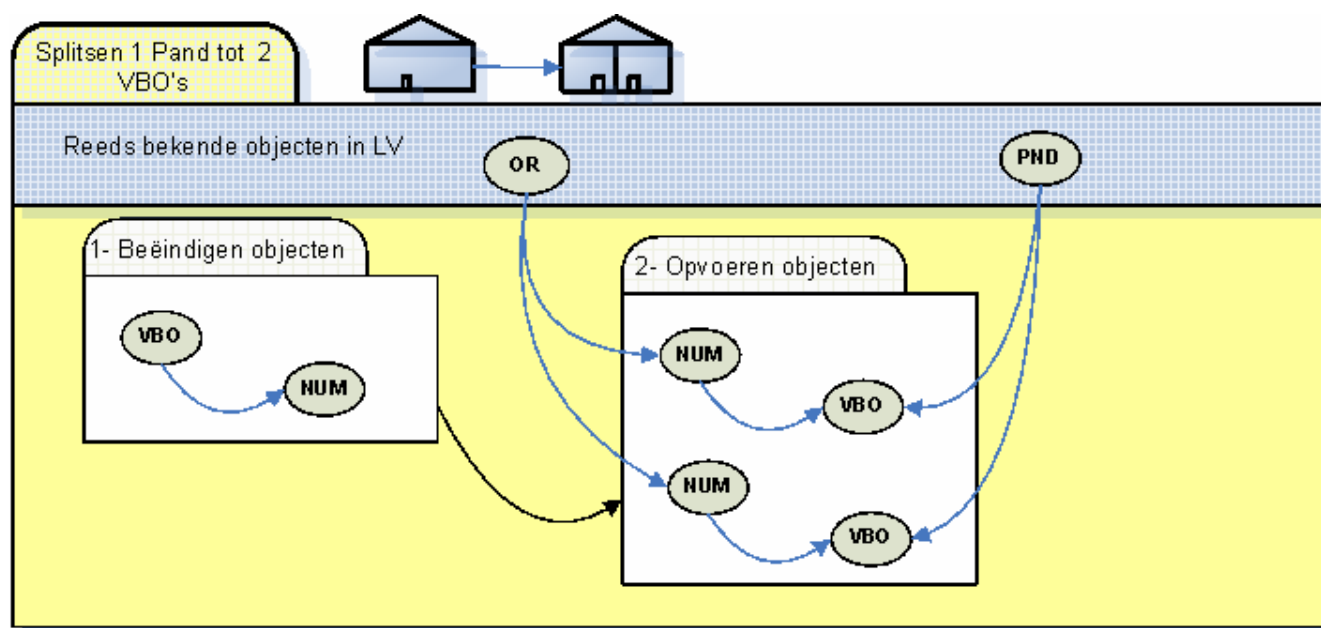 Splitsen 1 Pand tot 2
VBO's
Reeds bekende objecten in LV
OR
PND
1- Beëindigen objecten
2- Opvoeren objecten
VBO
NUM
NUM
VBO
NUM
VBO